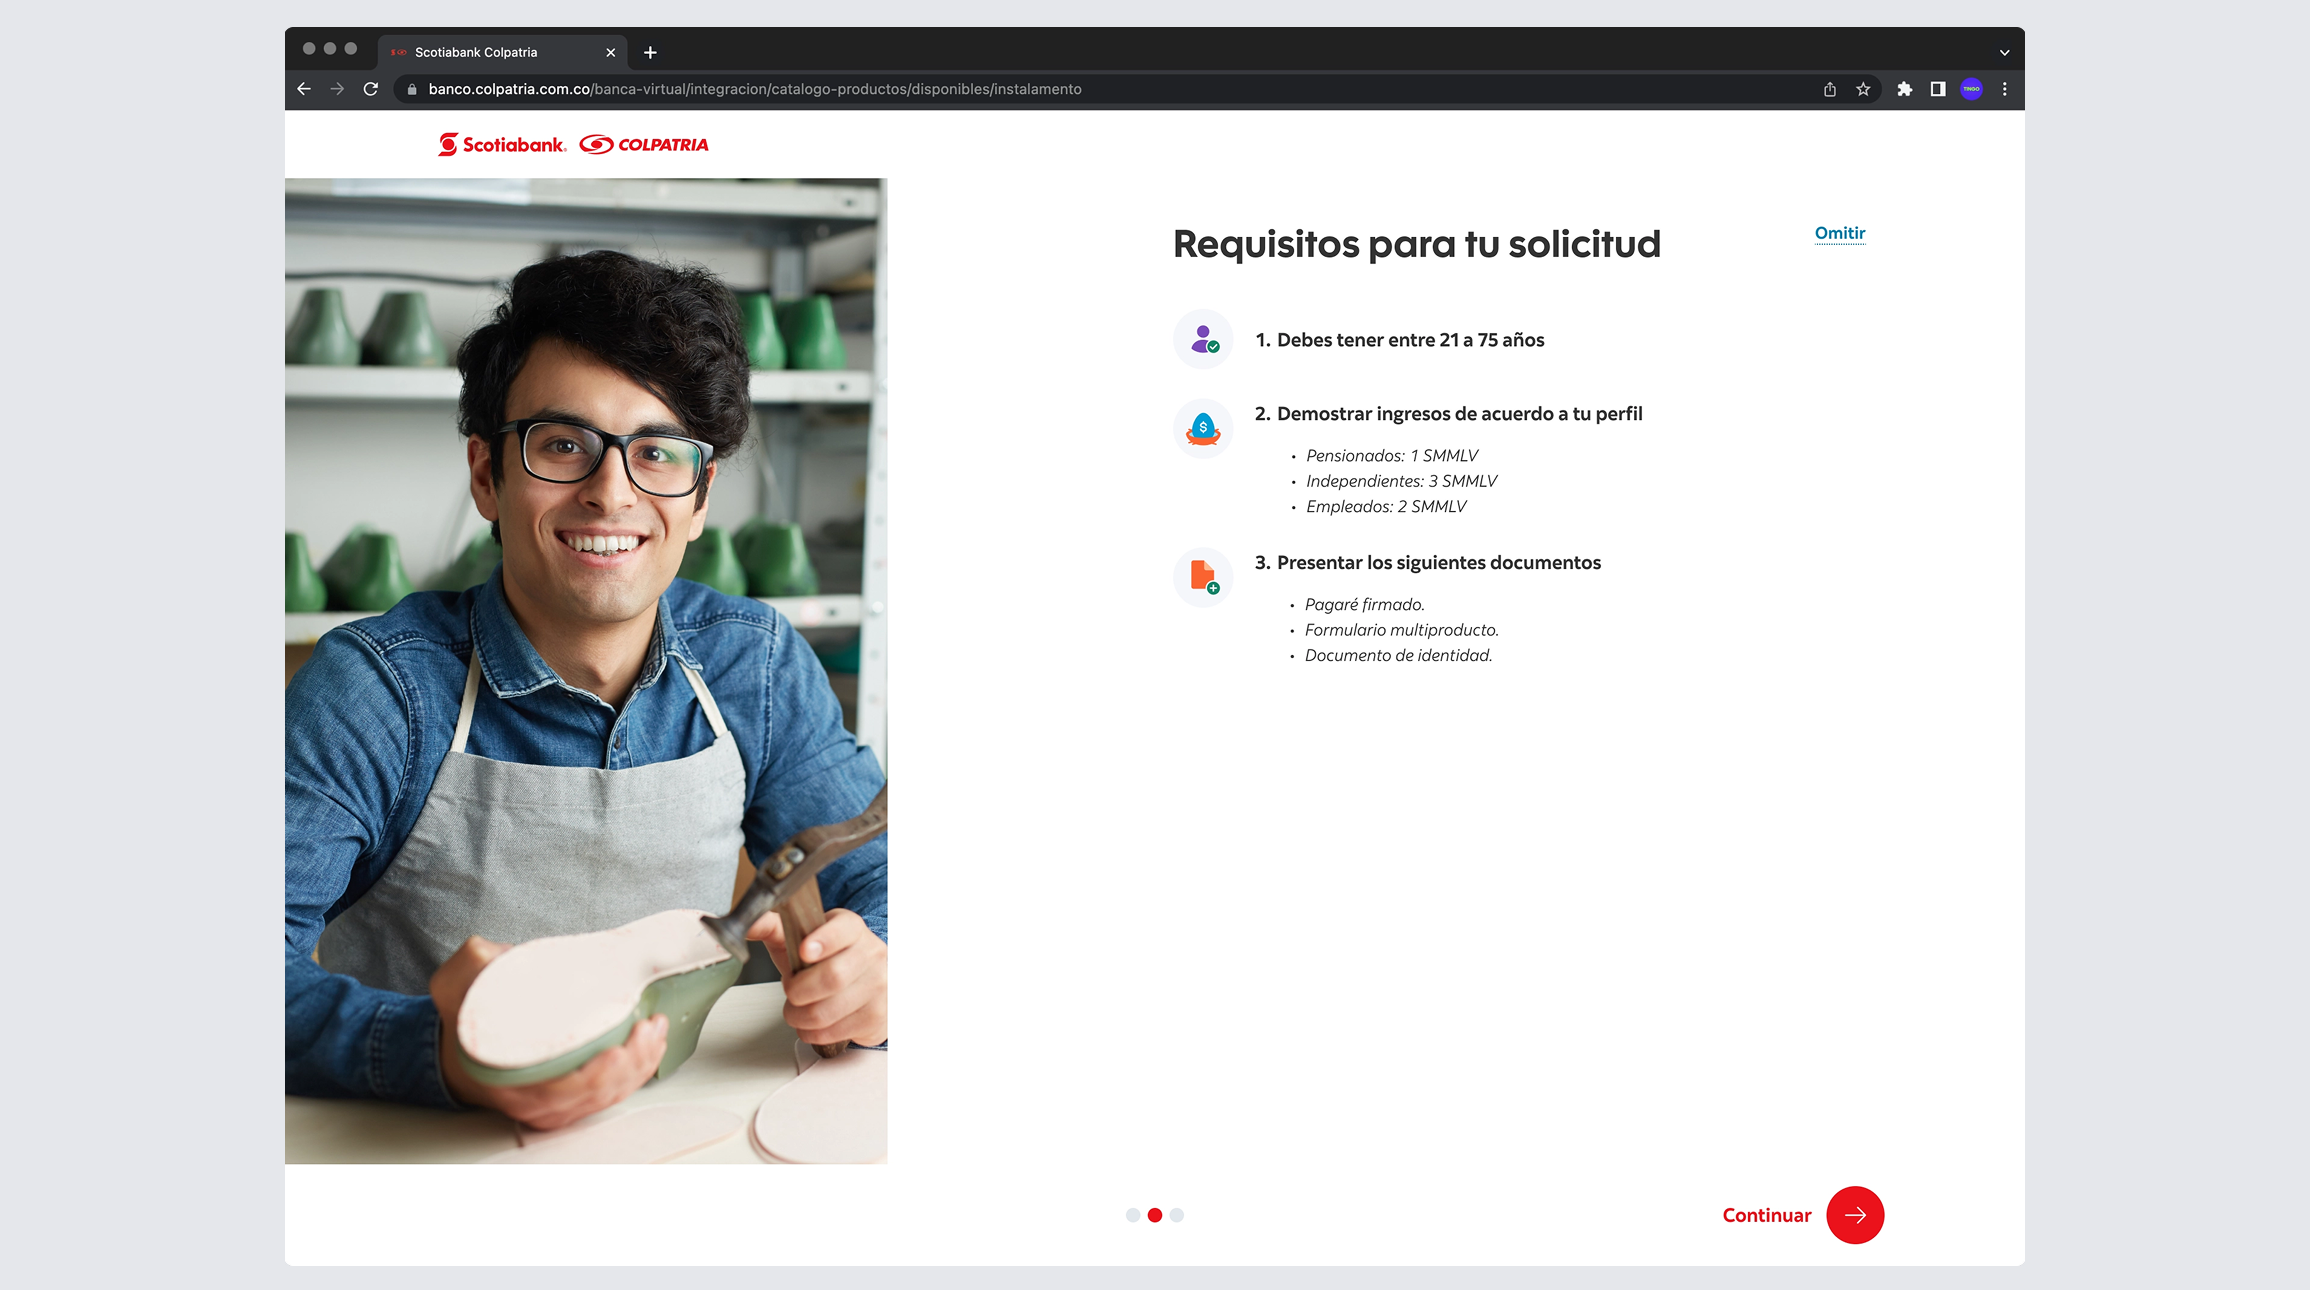 Scotiabank Colpatria
banco.colpatria.com.co/banca-virtual/integracion/catalogo-productos/disponibles/instalamento
TINGO
Scotiabank. COLPATRIA
Requisitos para tu solicitud
Omitir
1. Debes tener entre 21 a 75 años
2. Demostrar ingresos de acuerdo a tu perfil
$
• Pensionados: 1 SMMLV
• Independientes: 3 SMMLV
• Empleados: 2 SMMLV
3. Presentar los siguientes documentos
• Pagaré firmado.
• Formulario multiproducto.
• Documento de identidad.
Continuar